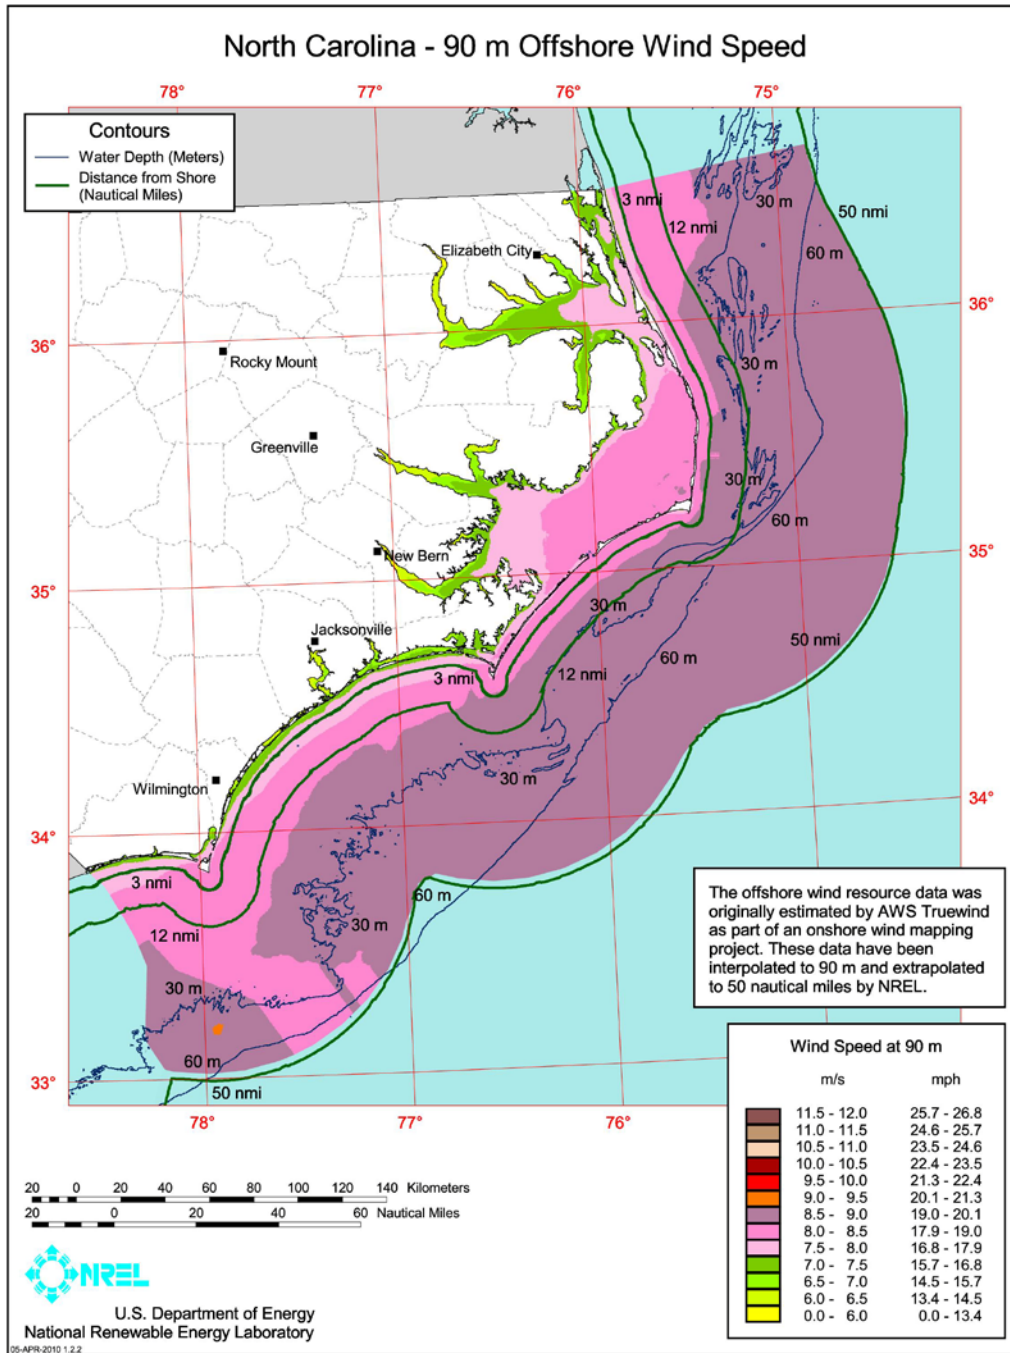 North Carolina - 90 m Offshore Wind Speed
78°
77°
76°
75°
Contours
Water Depth (Meters)
Distance from Shore
(Nautical Miles)
3 nmi
30 m
50 nmi
12 nmi
60 m
Elizabeth City
36°
36°
Rocky Mount
30 m
Greenville
30 m
60 m
New Bern
35°
35°
30 m
Jacksonville
50 nmi
60 m
3 nmi
12 nmi
30 m
Wilmington
34°
34°
3 nmi
60 m
12 nmi
30 m
30 m
The offshore wind resource data was
originally estimated by AWS Truewind
as part of an onshore wind mapping
project. These data have been
interpolated to 90 m and extrapolated
to 50 nautical miles by NREL.
60 m
33°
50 nmi
78°
77°
76°
Wind Speed at 90 m
m/s mph
11.5 - 12.0 25.7 - 26.8
11.0 - 11.5 24.6 - 25.7
10.5 - 11.0 23.5 - 24.6
10.0 - 10.5 22.4 - 23.5
9.5 - 10.0 21.3 - 22.4
9.0 - 9.5 20.1 - 21.3
8.5 - 9.0 19.0 - 20.1
8.0 - 8.5 17.9 - 19.0
7.5 - 8.0 16.8 - 17.9
7.0 - 7.5 15.7 - 16.8
6.5 - 7.0 14.5 - 15.7
6.0 - 6.5 13.4 - 14.5
0.0 - 6.0 0.0 - 13.4
20 0 20 40 60 80 100 120 140 Kilometers
20 0 20 40 60 Nautical Miles
NREL
U.S. Department of Energy
National Renewable Energy Laboratory
05-APR-2010 1.2.2